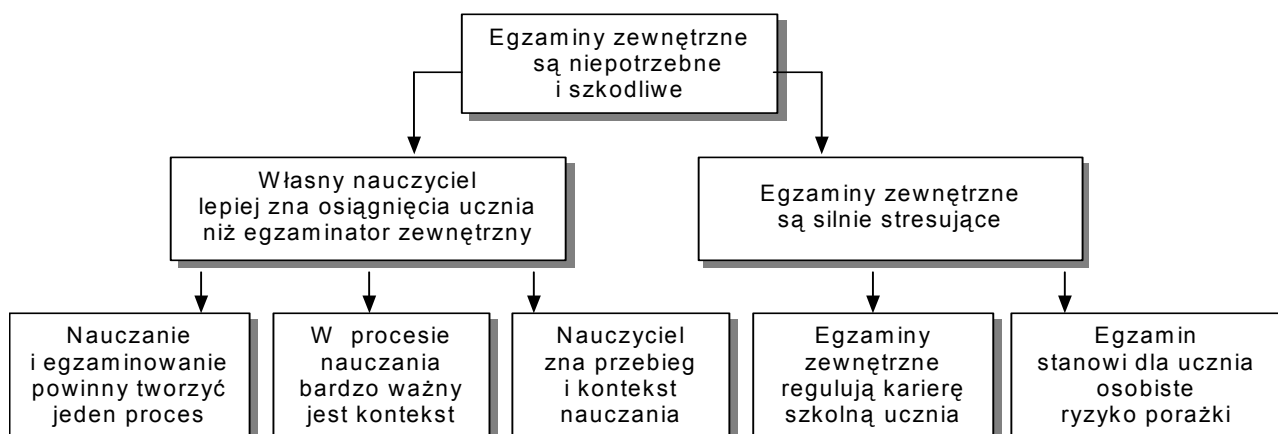 Egzaminy zewnętrzne
są niepotrzebne
i szkodliwe
Własny nauczyciel
lepiej zna osiągnięcia ucznia
niż egzaminator zewnętrzny
Egzaminy zewnętrzne
są silnie stresujące
Nauczanie
i egzaminowanie
powinny tworzyć
jeden proces
W procesie
nauczania
bardzo ważny
jest kontekst
Nauczyciel
zna przebieg
i kontekst
nauczania
Egzaminy
zewnętrzne
regulują karierę
szkolną ucznia
Egzamin
stanowi dla ucznia
osobiste
ryzyko porażki